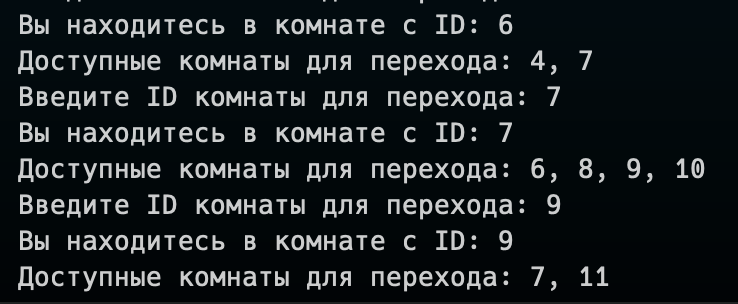 Вы находитесь в комнате с ID: 6
Доступные комнаты для перехода: 4, 7
Введите ID комнаты для перехода: 7
Вы находитесь в комнате с ID: 7
Доступные комнаты для перехода: 6, 8, 9, 10
Введите ID комнаты для перехода: 9
Вы находитесь в комнате с ID: 9
Доступные комнаты для перехода: 7, 11